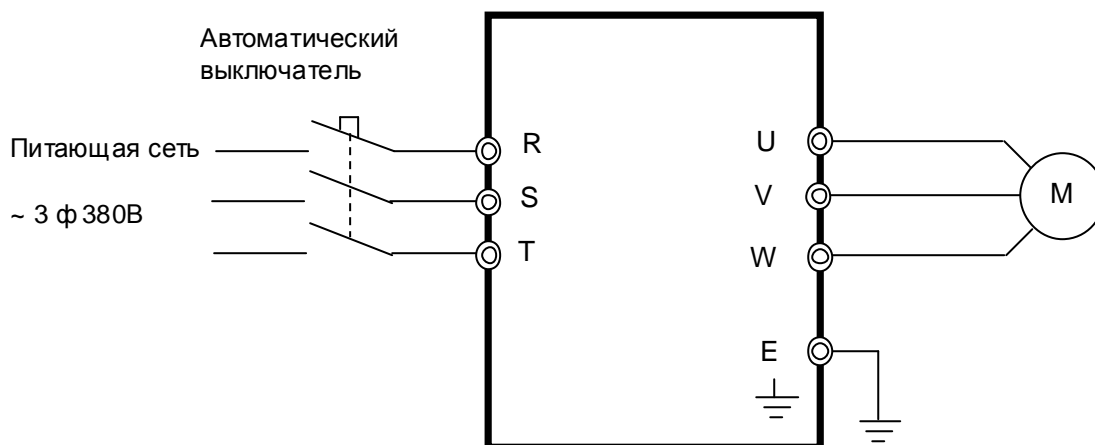 Автоматический
выключатель
Питающая сеть
~ 3 ф 380В
R
S
T
U
V
W
E
M